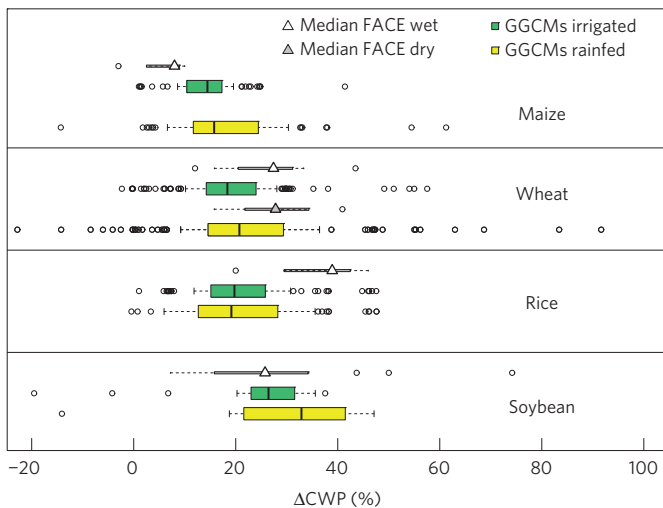 Median FACE wet GGCMs irrigated
Median FACE dry GGCMs rainfed
Maize
Wheat
Rice
Soybean
−20 0 20 40 60 80 100
ΔCWP (%)